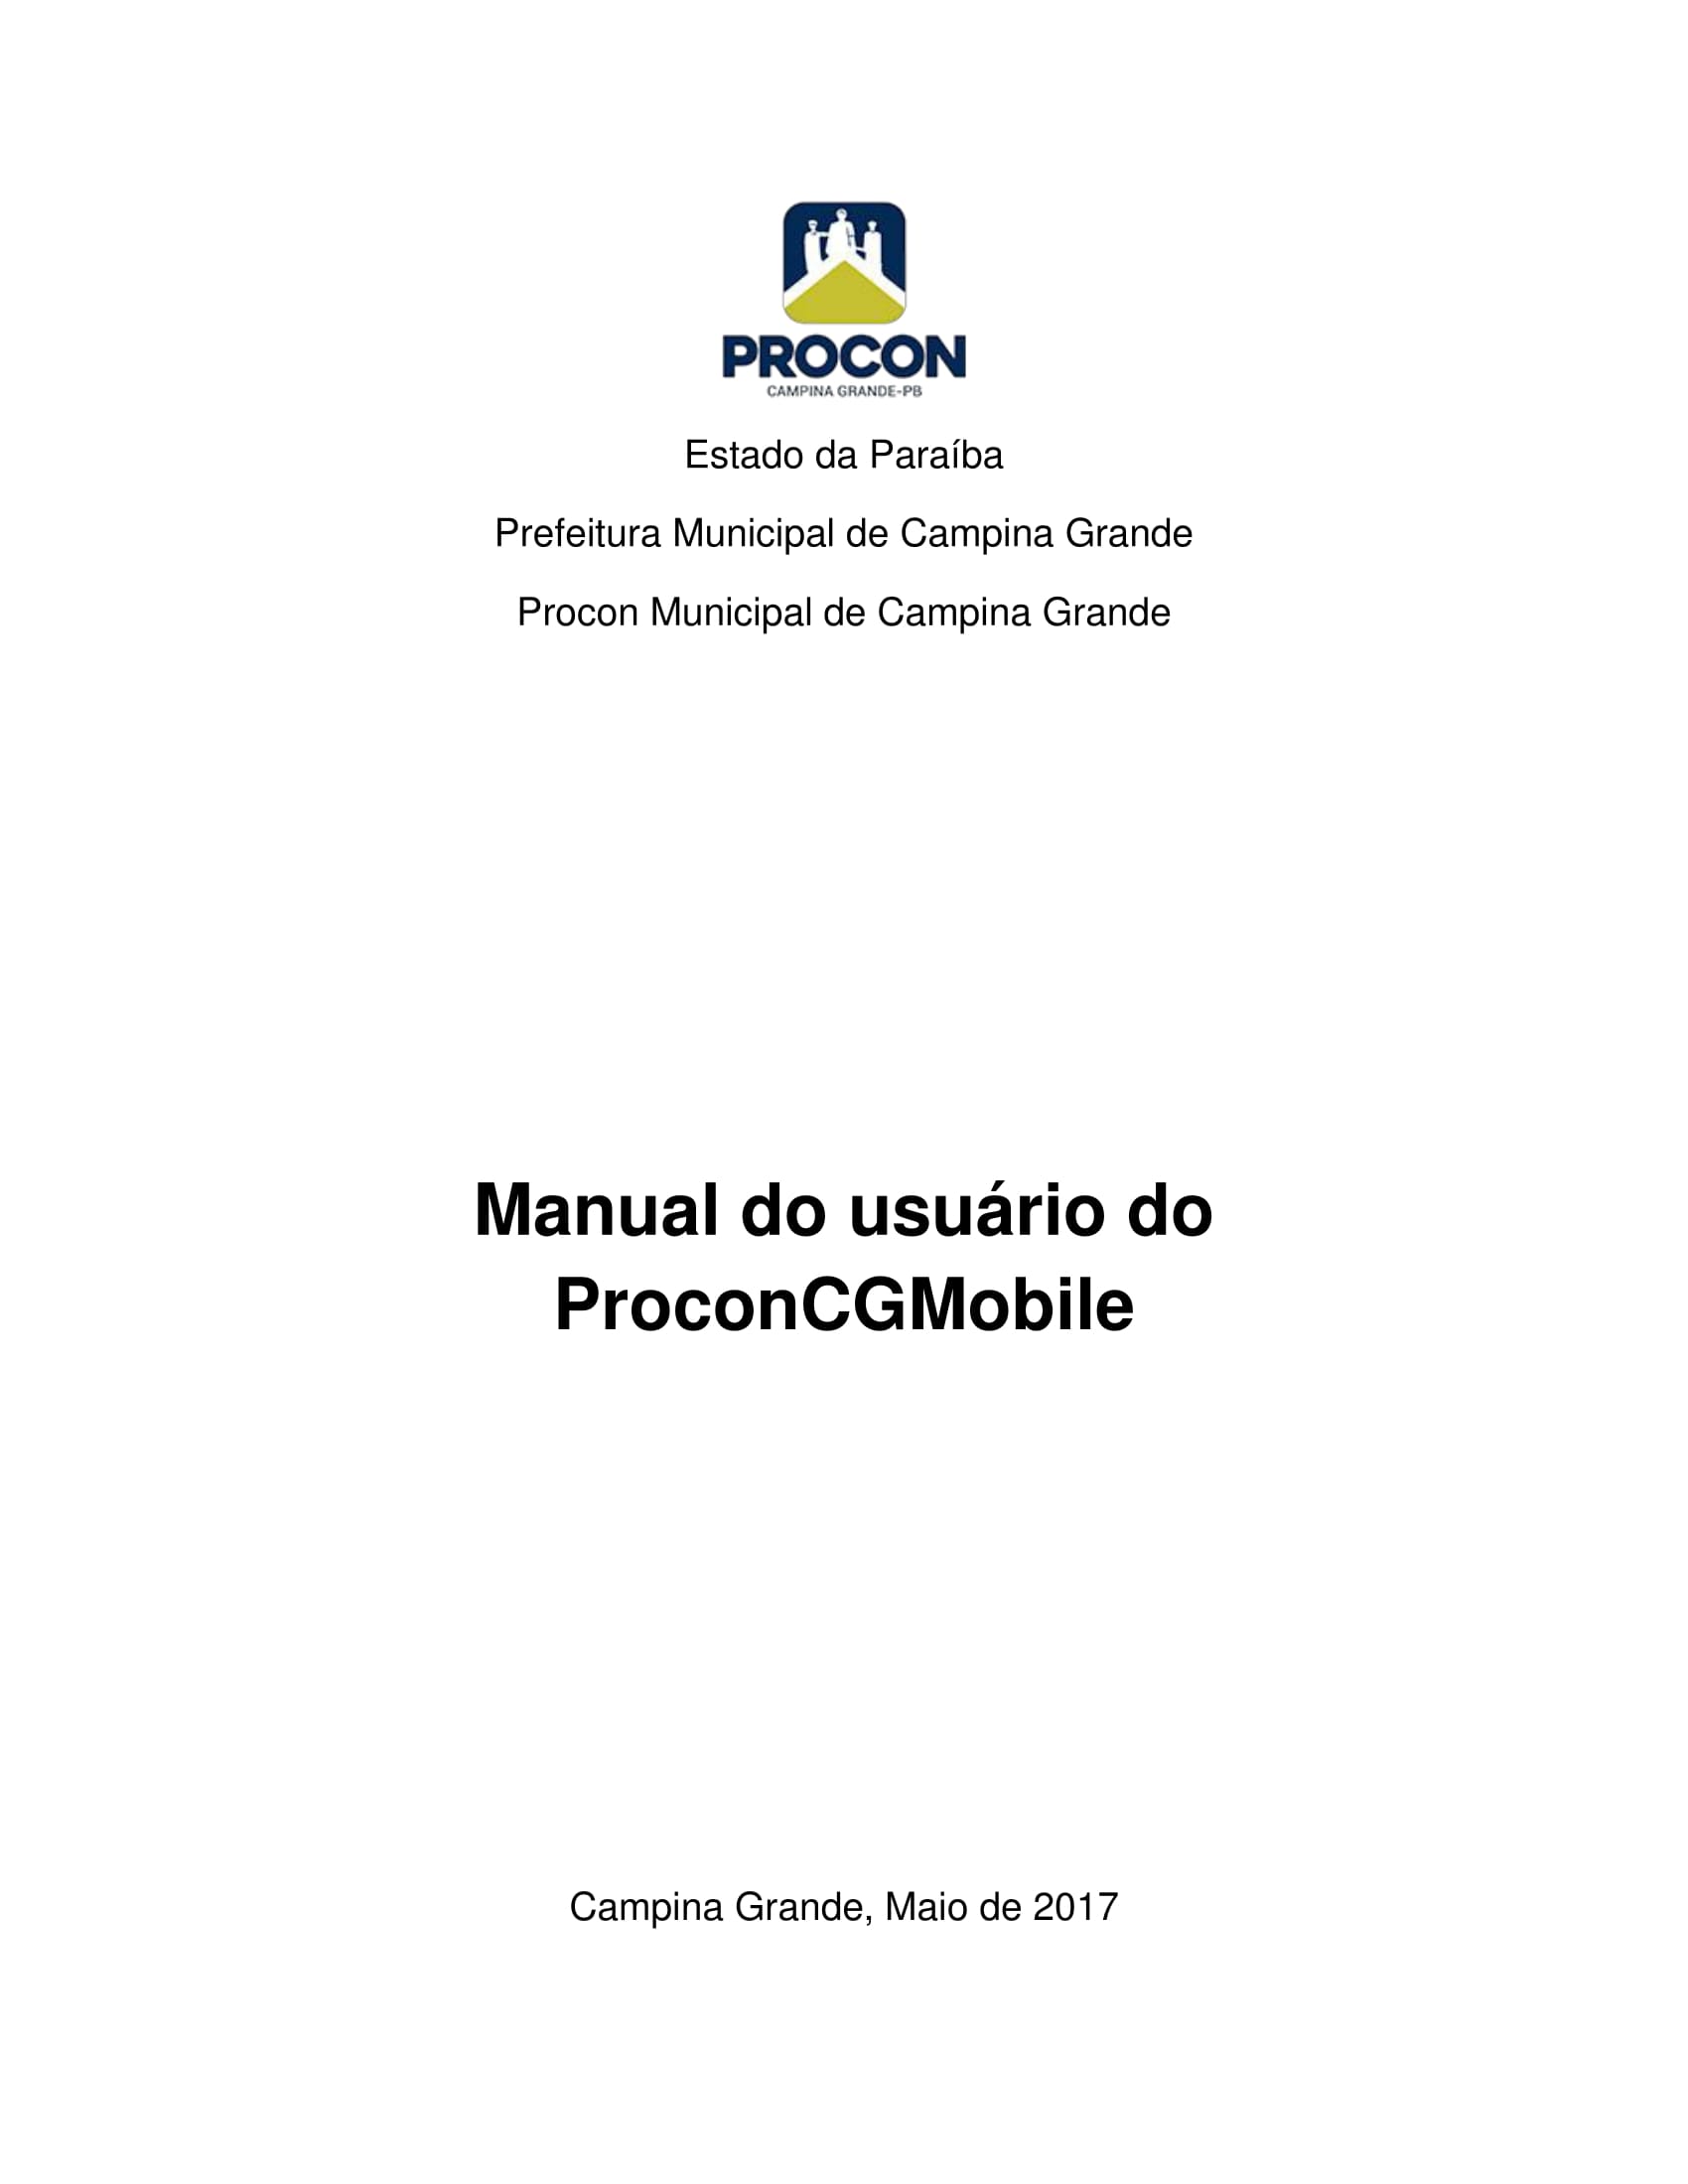 PROCON
CAMPINA GRANDE-PB
Estado da Paraíba
Prefeitura Municipal de Campina Grande
Procon Municipal de Campina Grande
Manual do usuário do
ProconCGMobile
Campina Grande, Maio de 2017